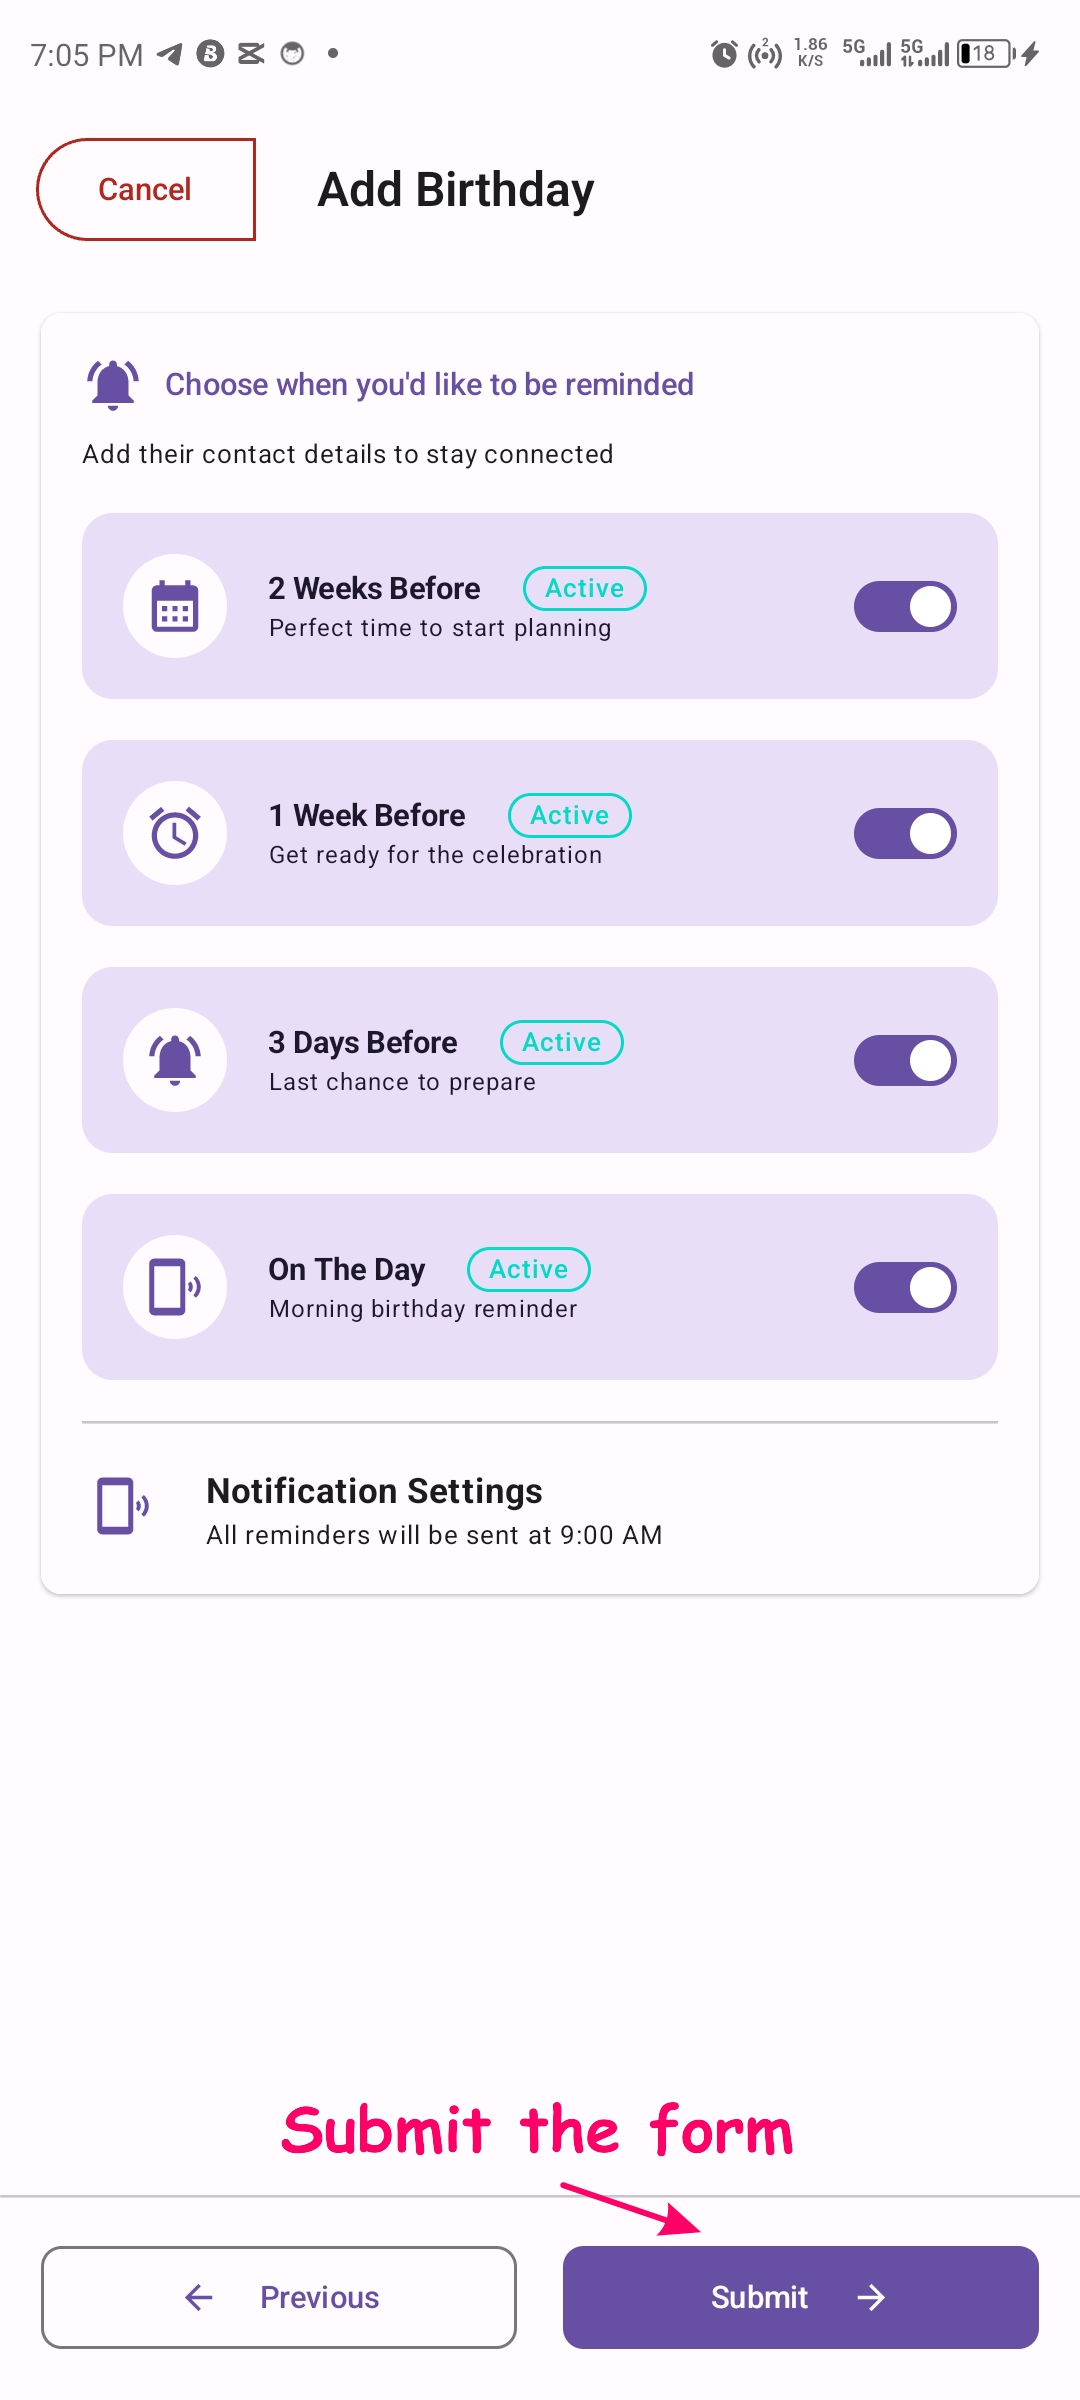 7:05 PM
2
1.86
K/S
5G
5G
18
Cancel
Add Birthday
Choose when you'd like to be reminded
Add their contact details to stay connected
2 Weeks Before
Active
Perfect time to start planning
1 Week Before
Active
Get ready for the celebration
3 Days Before
Active
Last chance to prepare
On The Day
Active
Morning birthday reminder
Notification Settings
All reminders will be sent at 9:00 AM
Submit the form
Previous
Submit